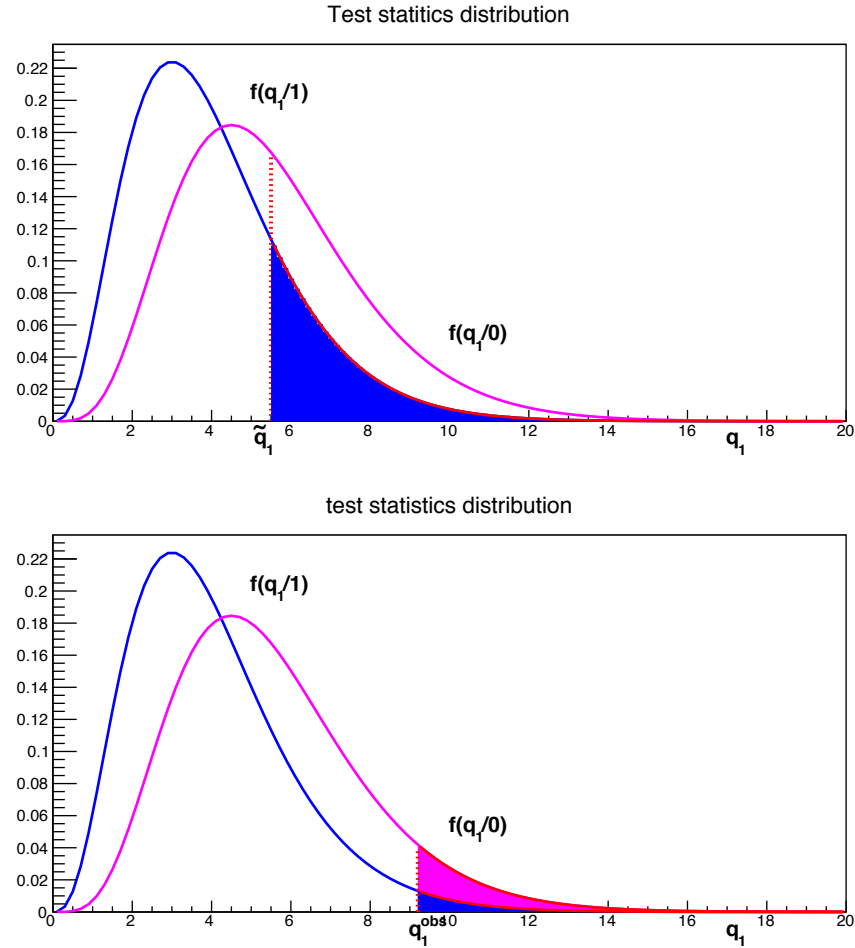 Test statitics distribution
f(q₁/1)
f(q₁/0)
0.22
0.2
0.18
0.16
0.14
0.12
0.1
0.08
0.06
0.04
0.02
0
0 2 4 6 8 10 12 14 16 18 20
q̃₁ q₁
test statistics distribution
f(q₁/1)
f(q₁/0)
0.22
0.2
0.18
0.16
0.14
0.12
0.1
0.08
0.06
0.04
0.02
0
0 2 4 6 8 10 12 14 16 18 20
q₁ᵒᵇˢ q₁